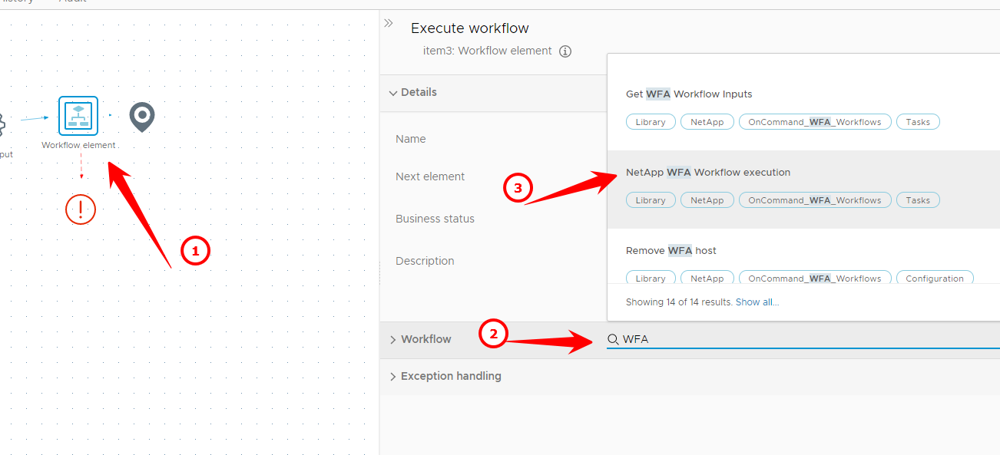 History Audit
Execute workflow
item3: Workflow element
Details
Workflow element
put
Name
Next element
Business status
Description
1
2
3
Get WFA Workflow Inputs
Library NetApp OnCommand_WFA_Workflows Tasks
NetApp WFA Workflow execution
Library NetApp OnCommand_WFA_Workflows Tasks
Remove WFA host
Library NetApp OnCommand_WFA_Workflows Configuration
Showing 14 of 14 results. Show all...
Workflow
WFA
Exception handling